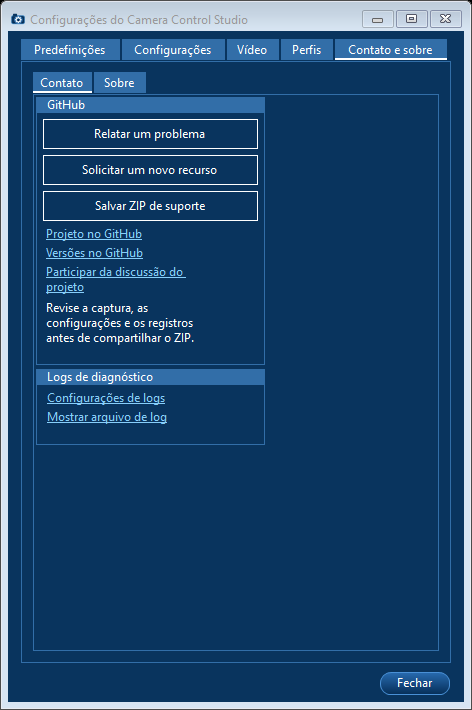 Configurações do Camera Control Studio
Predefinições
Configurações
Vídeo
Perfis
Contato e sobre
Contato
Sobre
GitHub
Relatar um problema
Solicitar um novo recurso
Salvar ZIP de suporte
Projeto no GitHub
Versões no GitHub
Participar da discussão do
projeto
Revise a captura, as
configurações e os registros
antes de compartilhar o ZIP.
Logs de diagnóstico
Configurações de logs
Mostrar arquivo de log
Fechar